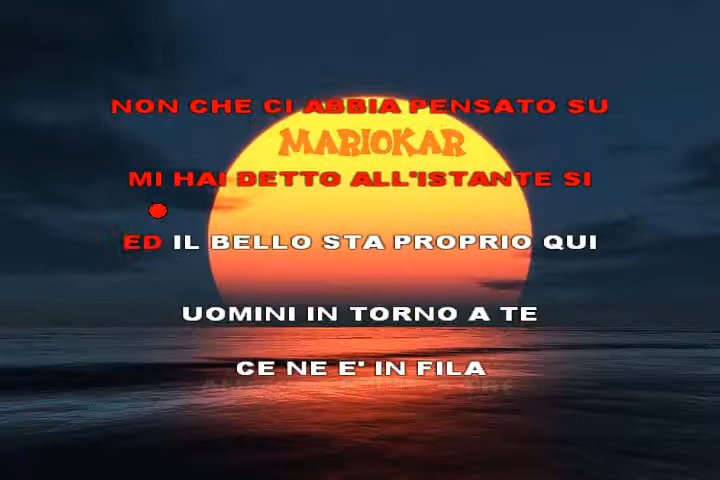 NON CHE CI ABBIA PENSATO SU
MARIOKAR
MI HAI DETTO ALL'ISTANTE SI
ED IL BELLO STA PROPRIO QUI
UOMINI IN TORNO A TE
CE NE E' IN FILA